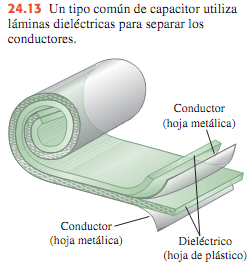 24.13 Un tipo común de capacitor utiliza
láminas dieléctricas para separar los
conductores.
Conductor
(hoja metálica)
Conductor
(hoja metálica)
Dieléctrico
(hoja de plástico)